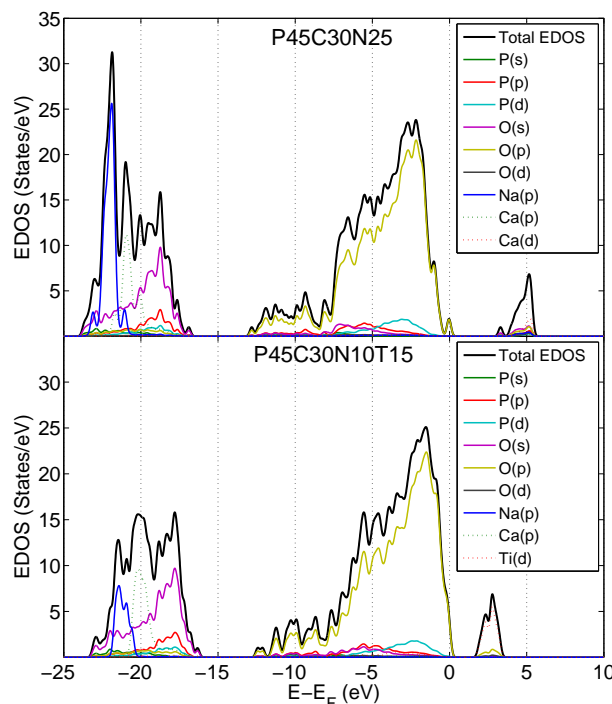 P45C30N25
35
30
25
20
15
10
5
EDOS (States/eV)
Total EDOS
P(s)
P(p)
P(d)
O(s)
O(p)
O(d)
Na(p)
Ca(p)
Ca(d)
P45C30N10T15
30
25
20
15
10
5
EDOS (States/eV)
Total EDOS
P(s)
P(p)
P(d)
O(s)
O(p)
O(d)
Na(p)
Ca(p)
Ti(d)
−25 −20 −15 −10 −5 0 5 10
E−E_F (eV)